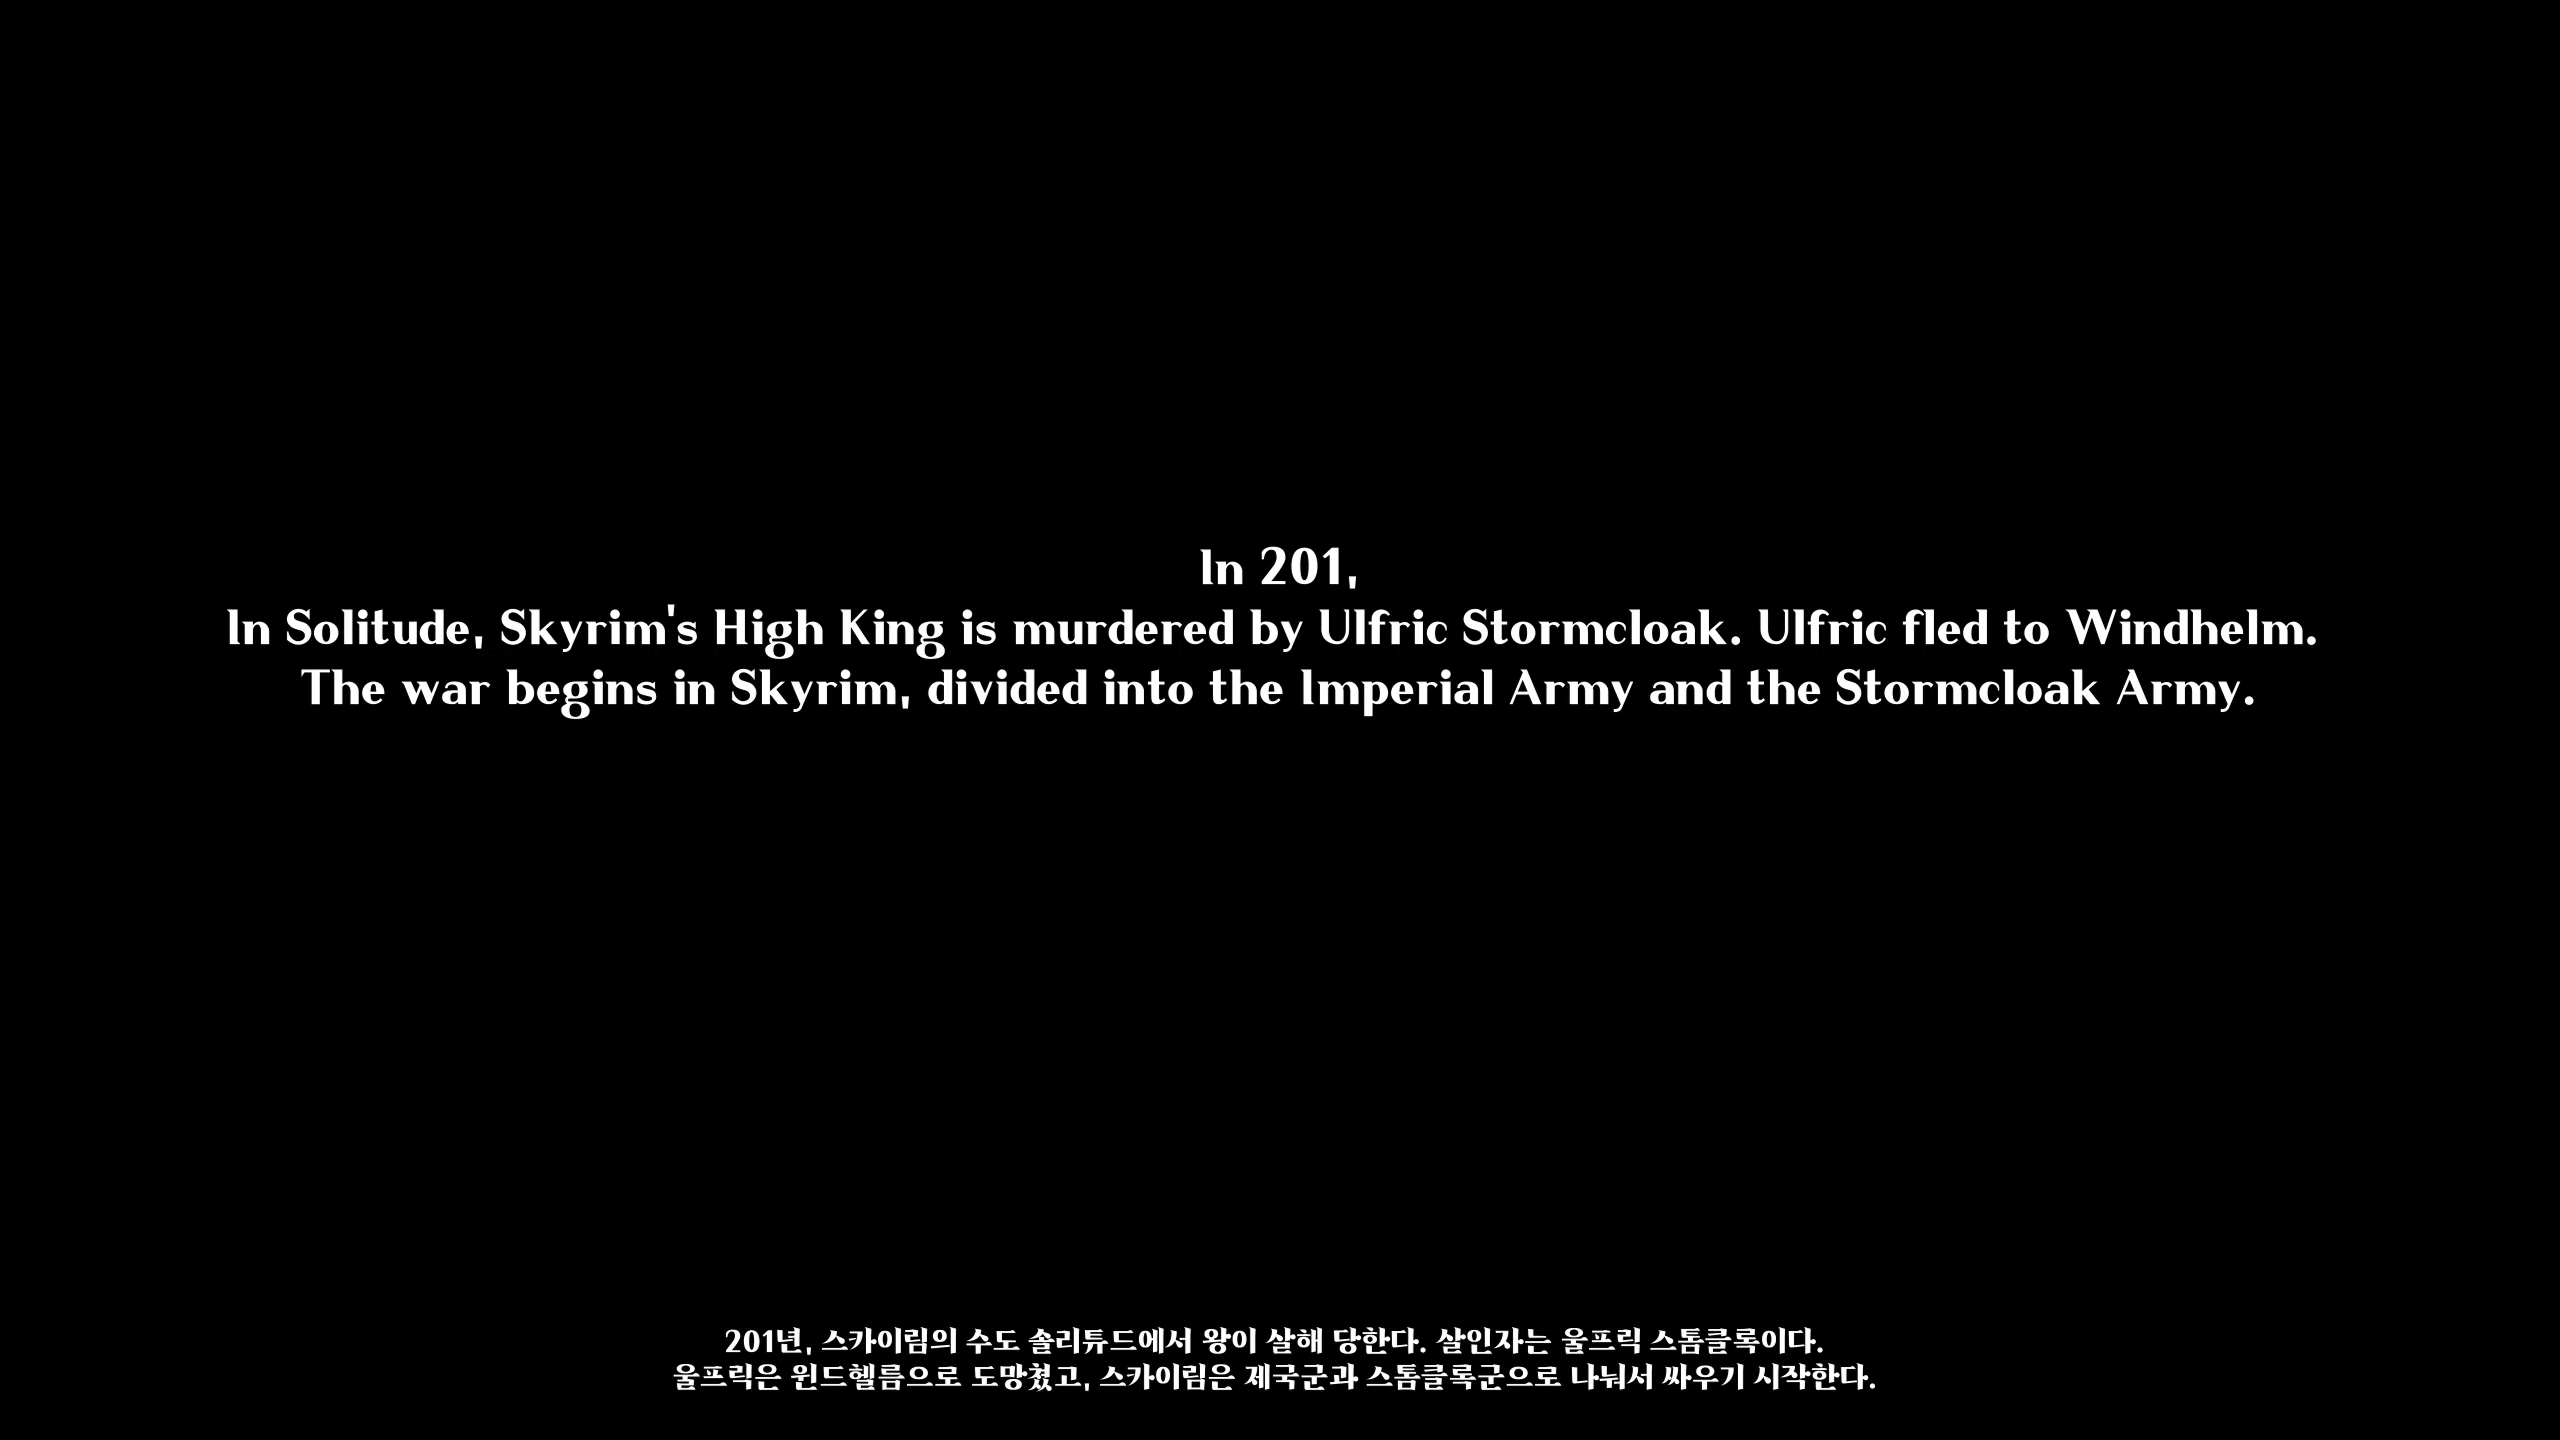 In 201,
In Solitude, Skyrim's High King is murdered by Ulfric Stormcloak. Ulfric fled to Windhelm.
The war begins in Skyrim, divided into the Imperial Army and the Stormcloak Army.
201년, 스카이림의 수도 솔리튜드에서 왕이 살해 당한다. 살인자는 울프릭 스톰클록이다.
울프릭은 윈드헬름으로 도망쳤고, 스카이림은 제국군과 스톰클록군으로 나눠서 싸우기 시작한다.